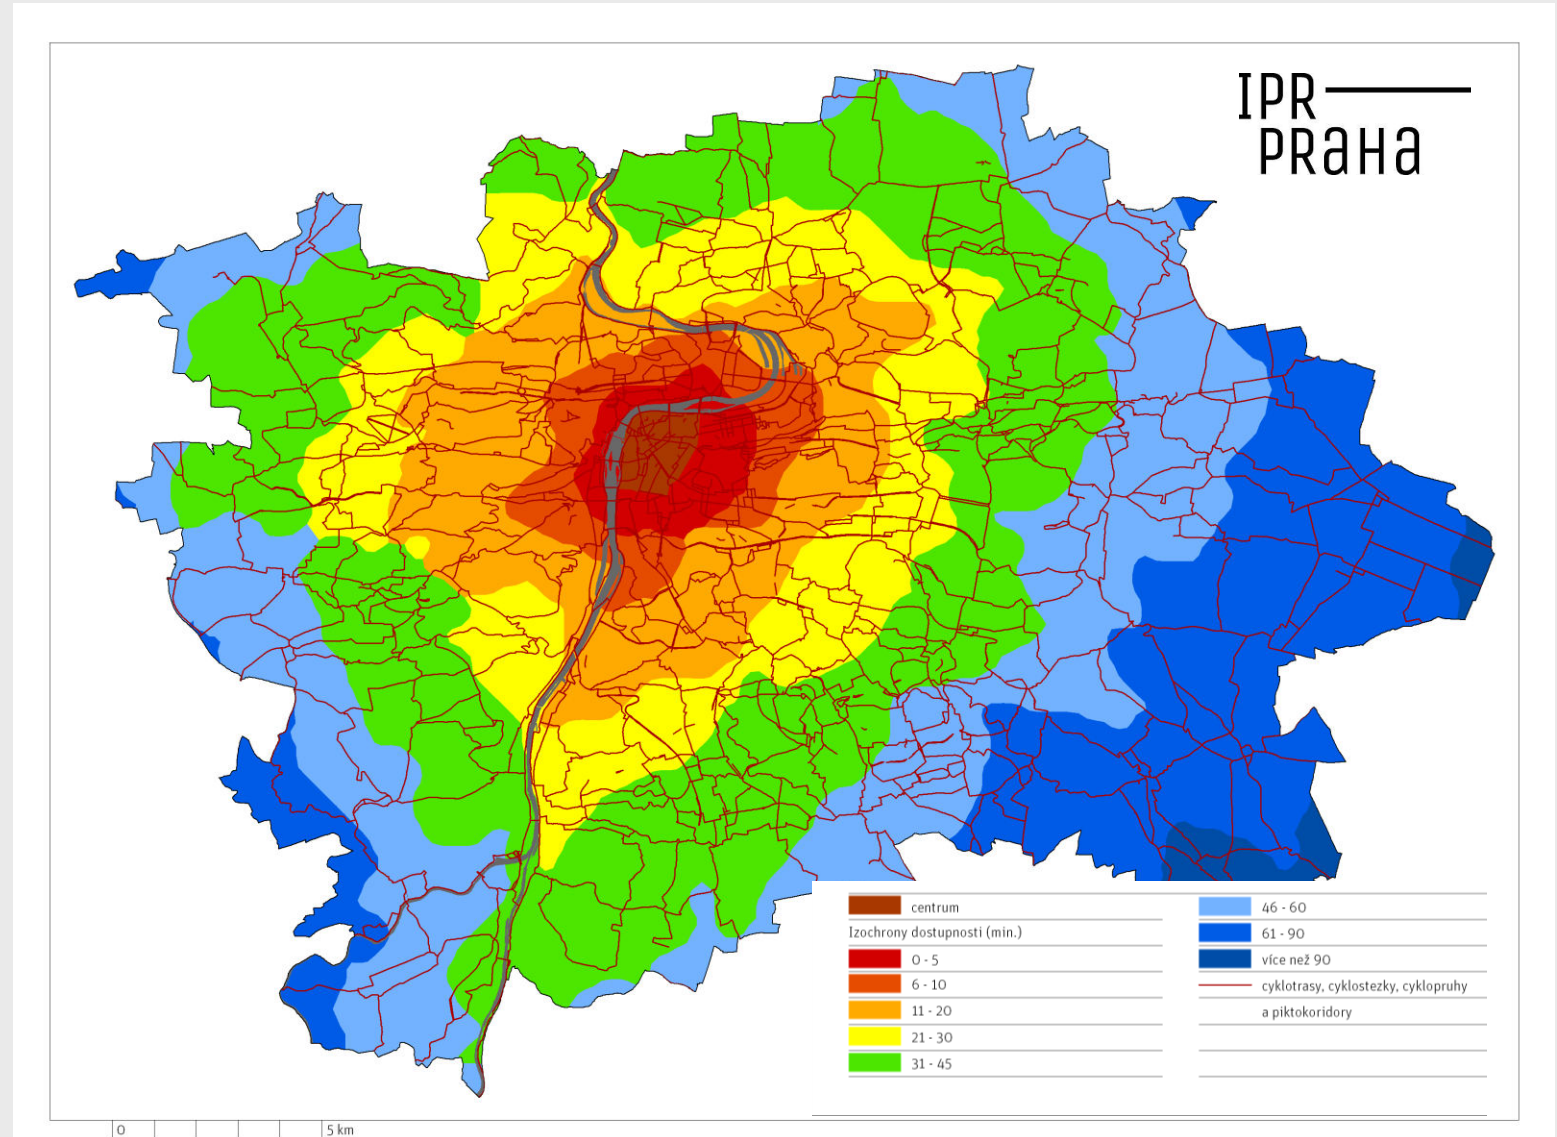 IPR
PRaHa
centrum
Izochrony dostupnosti (min.)
0 - 5
6 - 10
11 - 20
21 - 30
31 - 45
46 - 60
61 - 90
více než 90
cyklotrasy, cyklostezky, cyklopruhy
a piktokoridory
0
5 km